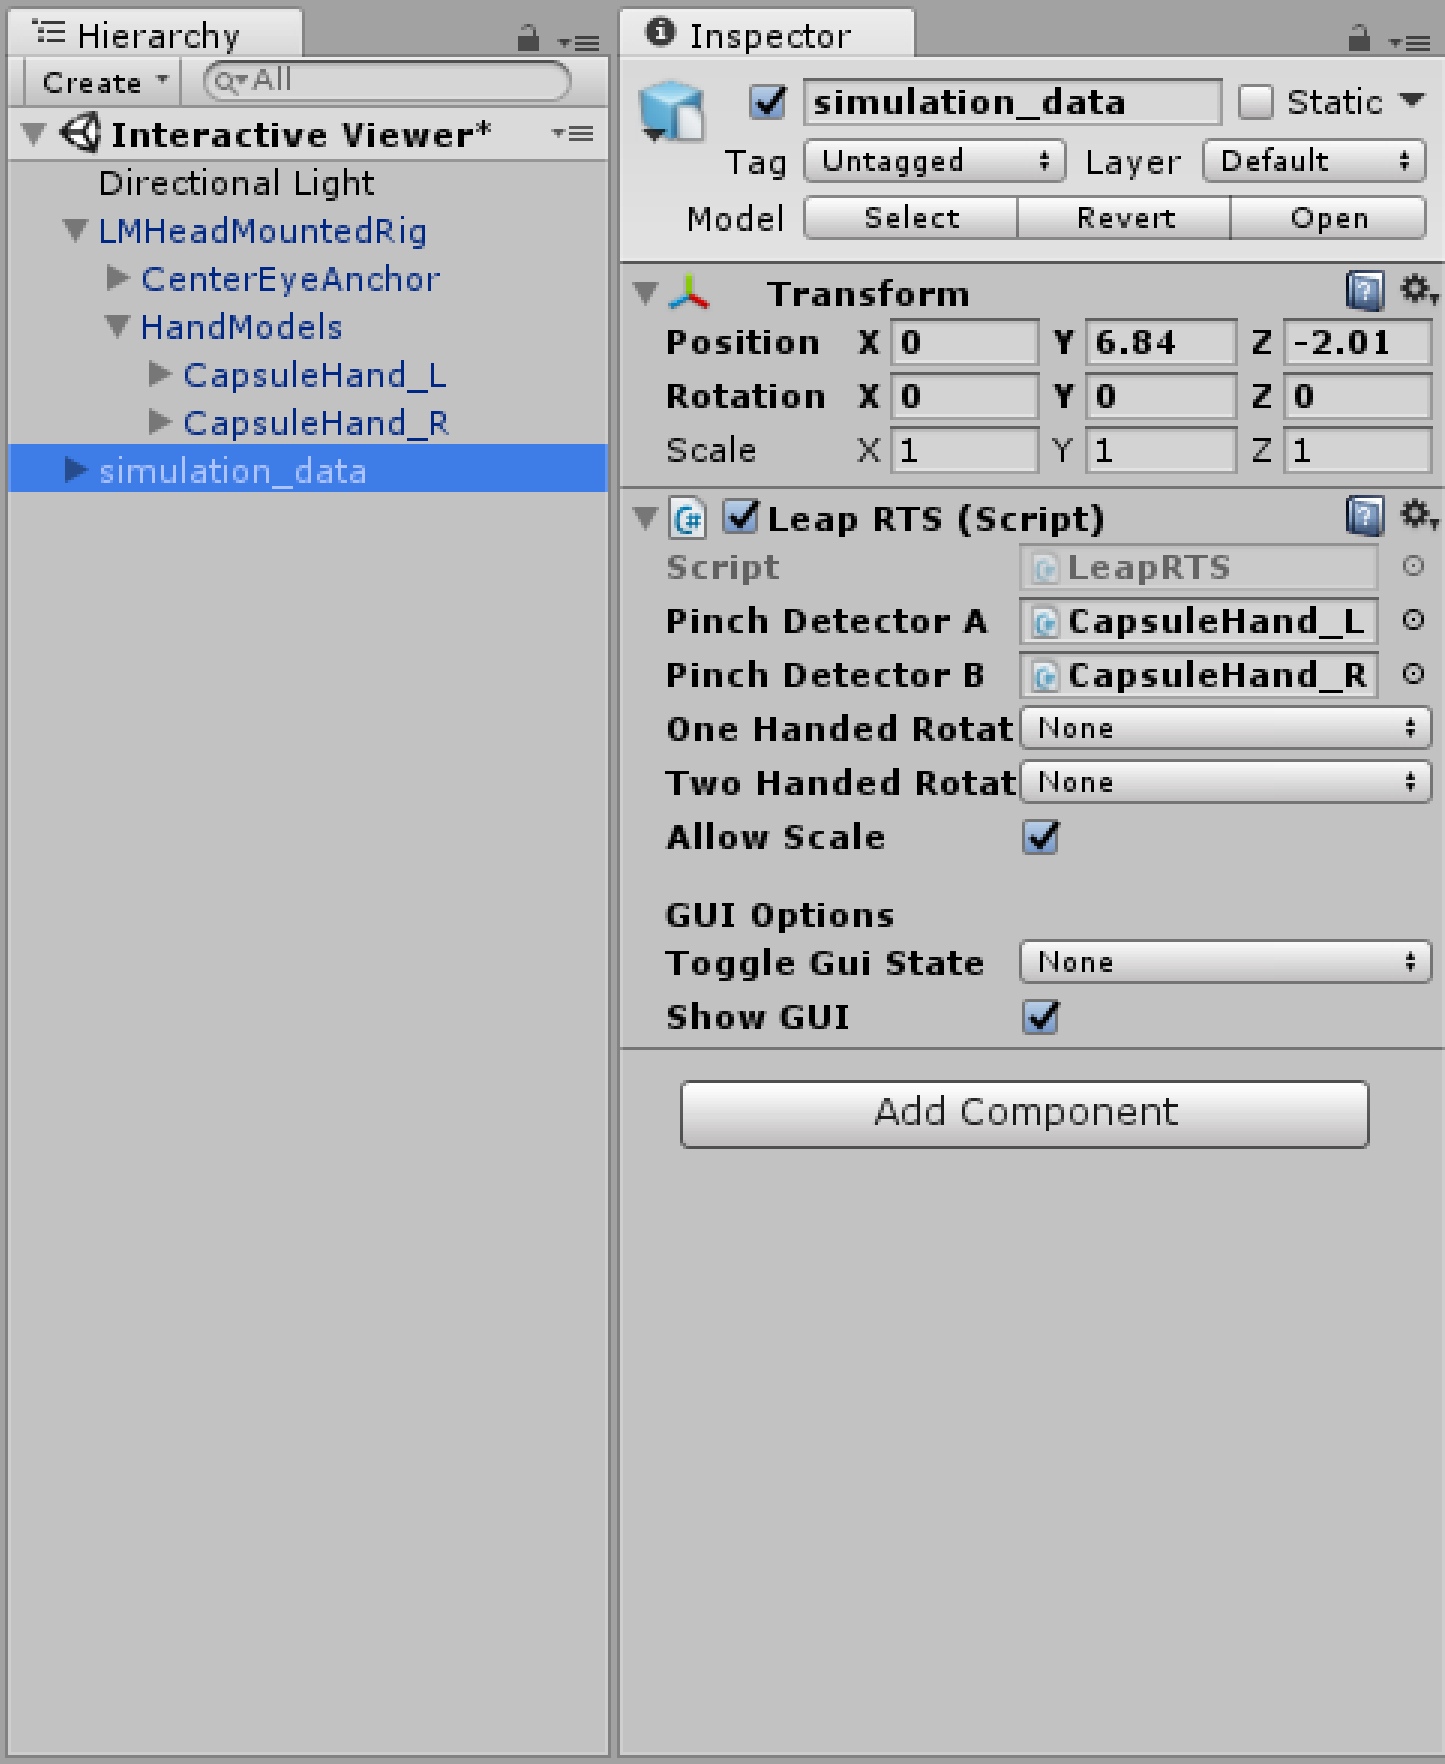 Hierarchy
Create
All
Interactive Viewer*
Directional Light
LMHeadMountedRig
CenterEyeAnchor
HandModels
CapsuleHand_L
CapsuleHand_R
simulation_data
Inspector
simulation_data Static
Tag Untagged Layer Default
Model Select Revert Open
Transform
Position X 0 Y 6.84 Z -2.01
Rotation X 0 Y 0 Z 0
Scale X 1 Y 1 Z 1
Leap RTS (Script)
Script LeapRTS
Pinch Detector A CapsuleHand_L
Pinch Detector B CapsuleHand_R
One Handed Rotat None
Two Handed Rotat None
Allow Scale
GUI Options
Toggle Gui State None
Show GUI
Add Component